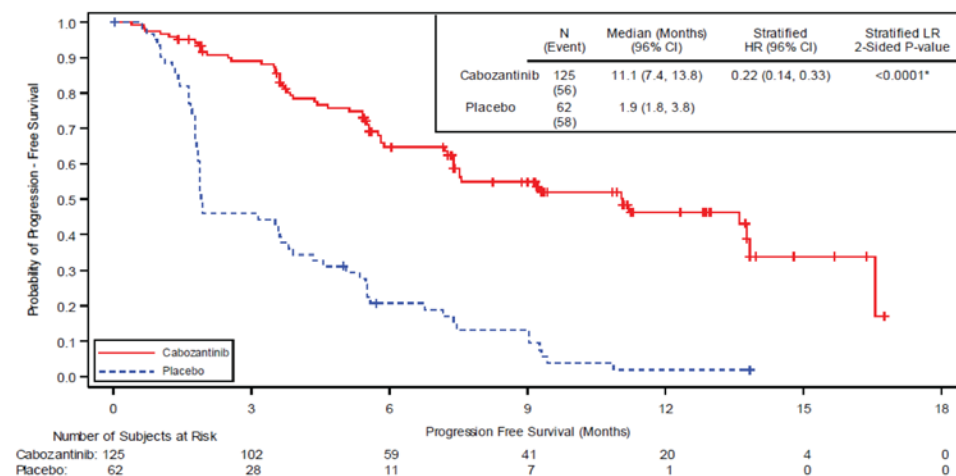 N
(Event)
Median (Months)
(96% CI)
Stratified
HR (96% CI)
Stratified LR
2-Sided P-value
Cabozantinib 125 11.1 (7.4, 13.8) 0.22 (0.14, 0.33) <0.0001*
(56)
Placebo 62 1.9 (1.8, 3.8)
(58)
Probability of Progression - Free Survival
1.0
0.9
0.8
0.7
0.6
0.5
0.4
0.3
0.2
0.1
0.0
Cabozantinib
Placebo
0 3 6 9 12 15 18
Progression Free Survival (Months)
Number of Subjects at Risk
Cabozantinib: 125 102 59 41 20 4 0
Placebo: 62 28 11 7 1 0 0